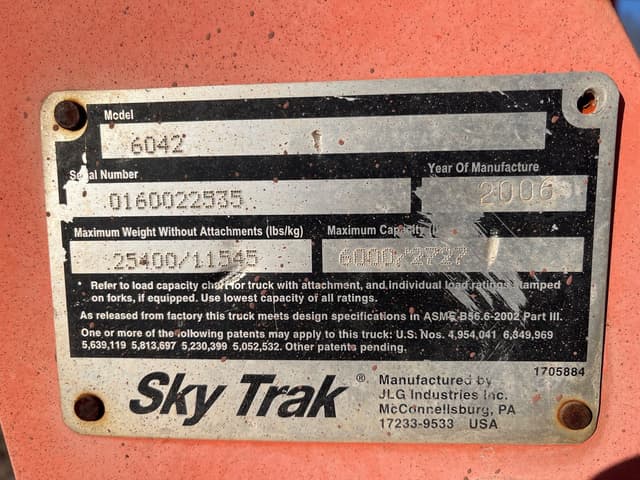 Model
6042
Serial Number
Year Of Manufacture
0160022535
2006
Maximum Weight Without Attachments (lbs/kg)
Maximum Capacity
25400/11545
6000/2727
* Refer to load capacity chart for truck with attachment, and individual load ratings stamped
on forks, if equipped. Use lowest capacity of all ratings.
As released from factory this truck meets design specifications in ASME B56.6-2002 Part III.
One or more of the following patents may apply to this truck: U.S. Nos. 4,954,041 6,849,969
5,639,119 5,813,697 5,230,399 5,052,532. Other patents pending.
1705884
Sky Trak ®
Manufactured by
JLG Industries Inc.
McConnellsburg, PA
17233-9533 USA